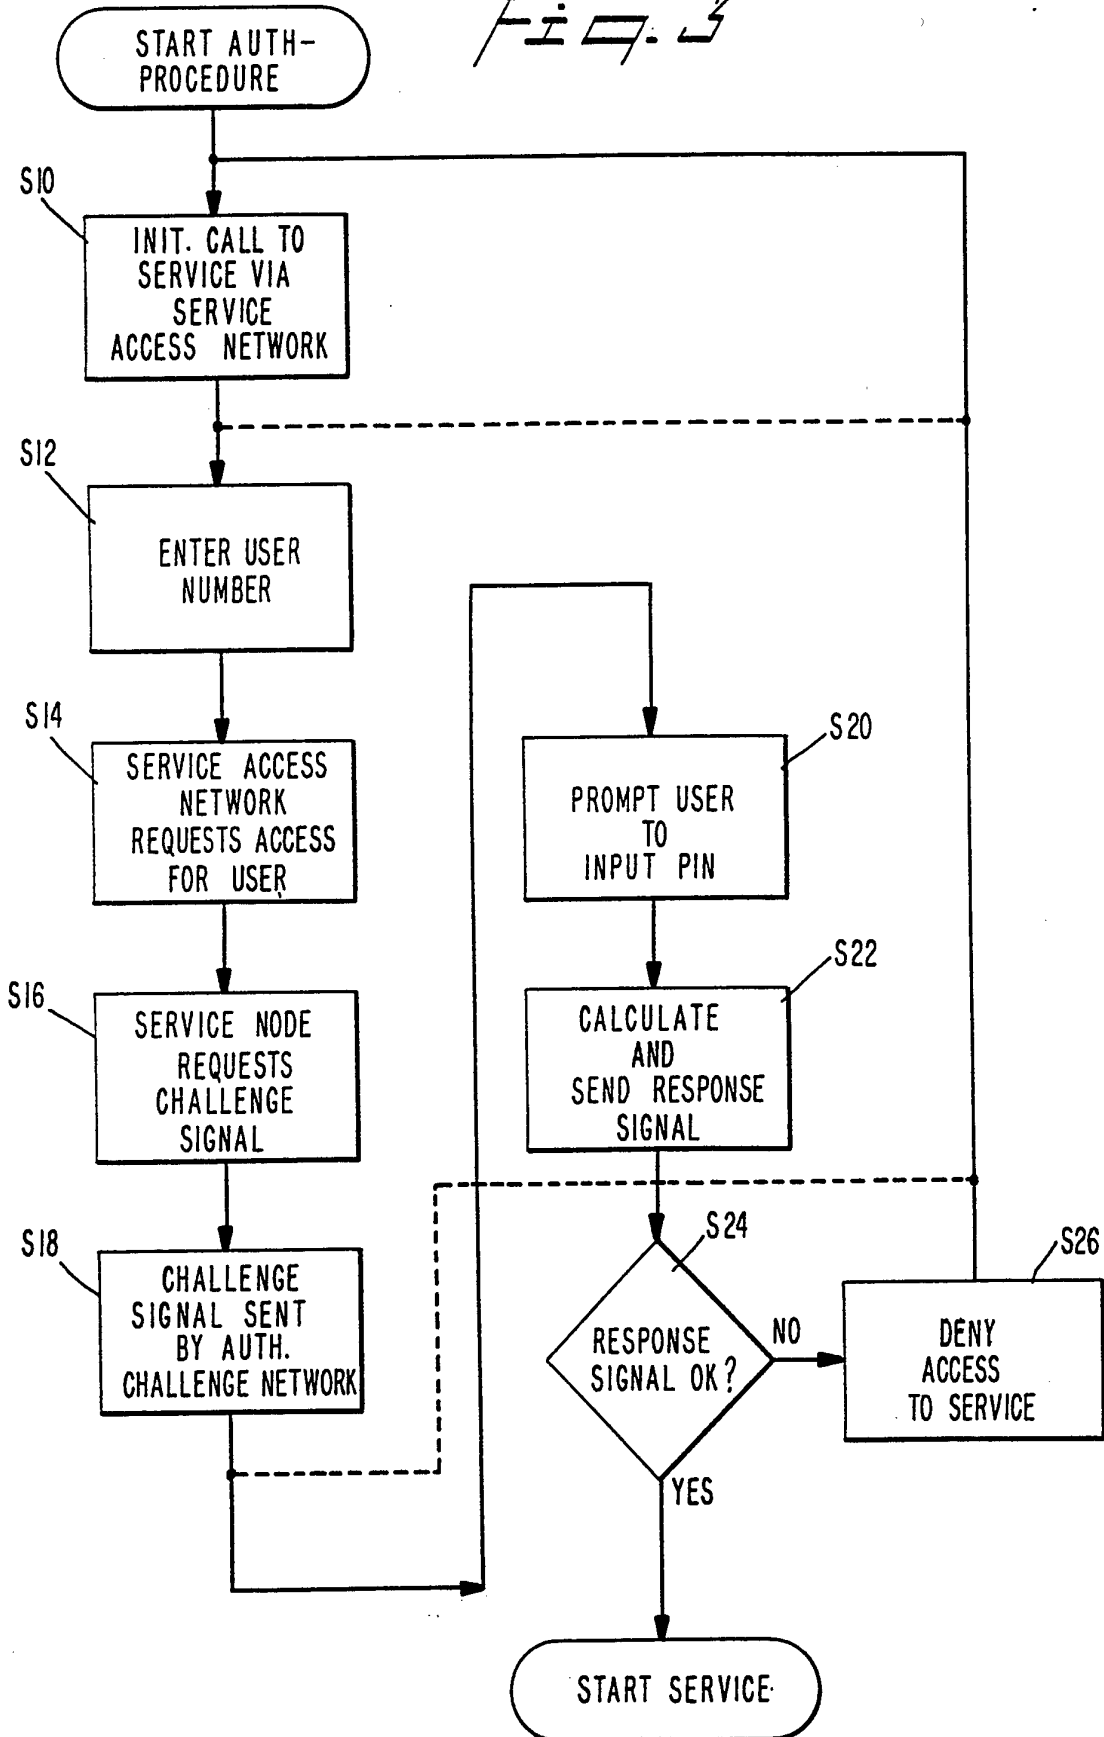 Fig. 3
START AUTH-
PROCEDURE
S10
INIT. CALL TO
SERVICE VIA
SERVICE
ACCESS NETWORK
S12
ENTER USER
NUMBER
S14
SERVICE ACCESS
NETWORK
REQUESTS ACCESS
FOR USER
S16
SERVICE NODE
REQUESTS
CHALLENGE
SIGNAL
S18
CHALLENGE
SIGNAL SENT
BY AUTH.
CHALLENGE NETWORK
S20
PROMPT USER
TO
INPUT PIN
S22
CALCULATE
AND
SEND RESPONSE
SIGNAL
S24
RESPONSE
SIGNAL OK?
NO
YES
S26
DENY
ACCESS
TO SERVICE
START SERVICE